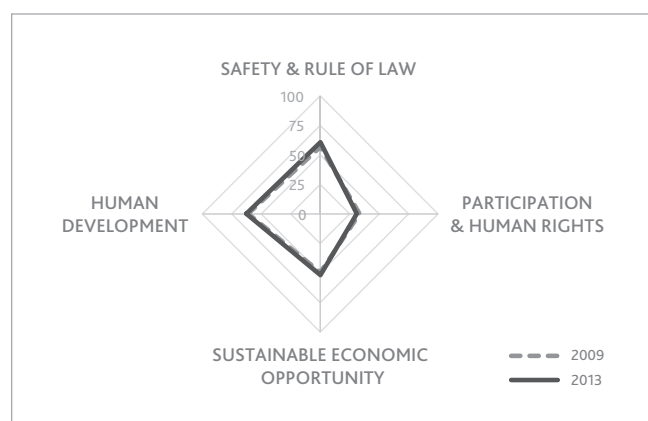 SAFETY & RULE OF LAW
100
75
50
25
0
HUMAN
DEVELOPMENT
PARTICIPATION
& HUMAN RIGHTS
SUSTAINABLE ECONOMIC
OPPORTUNITY
2009
2013